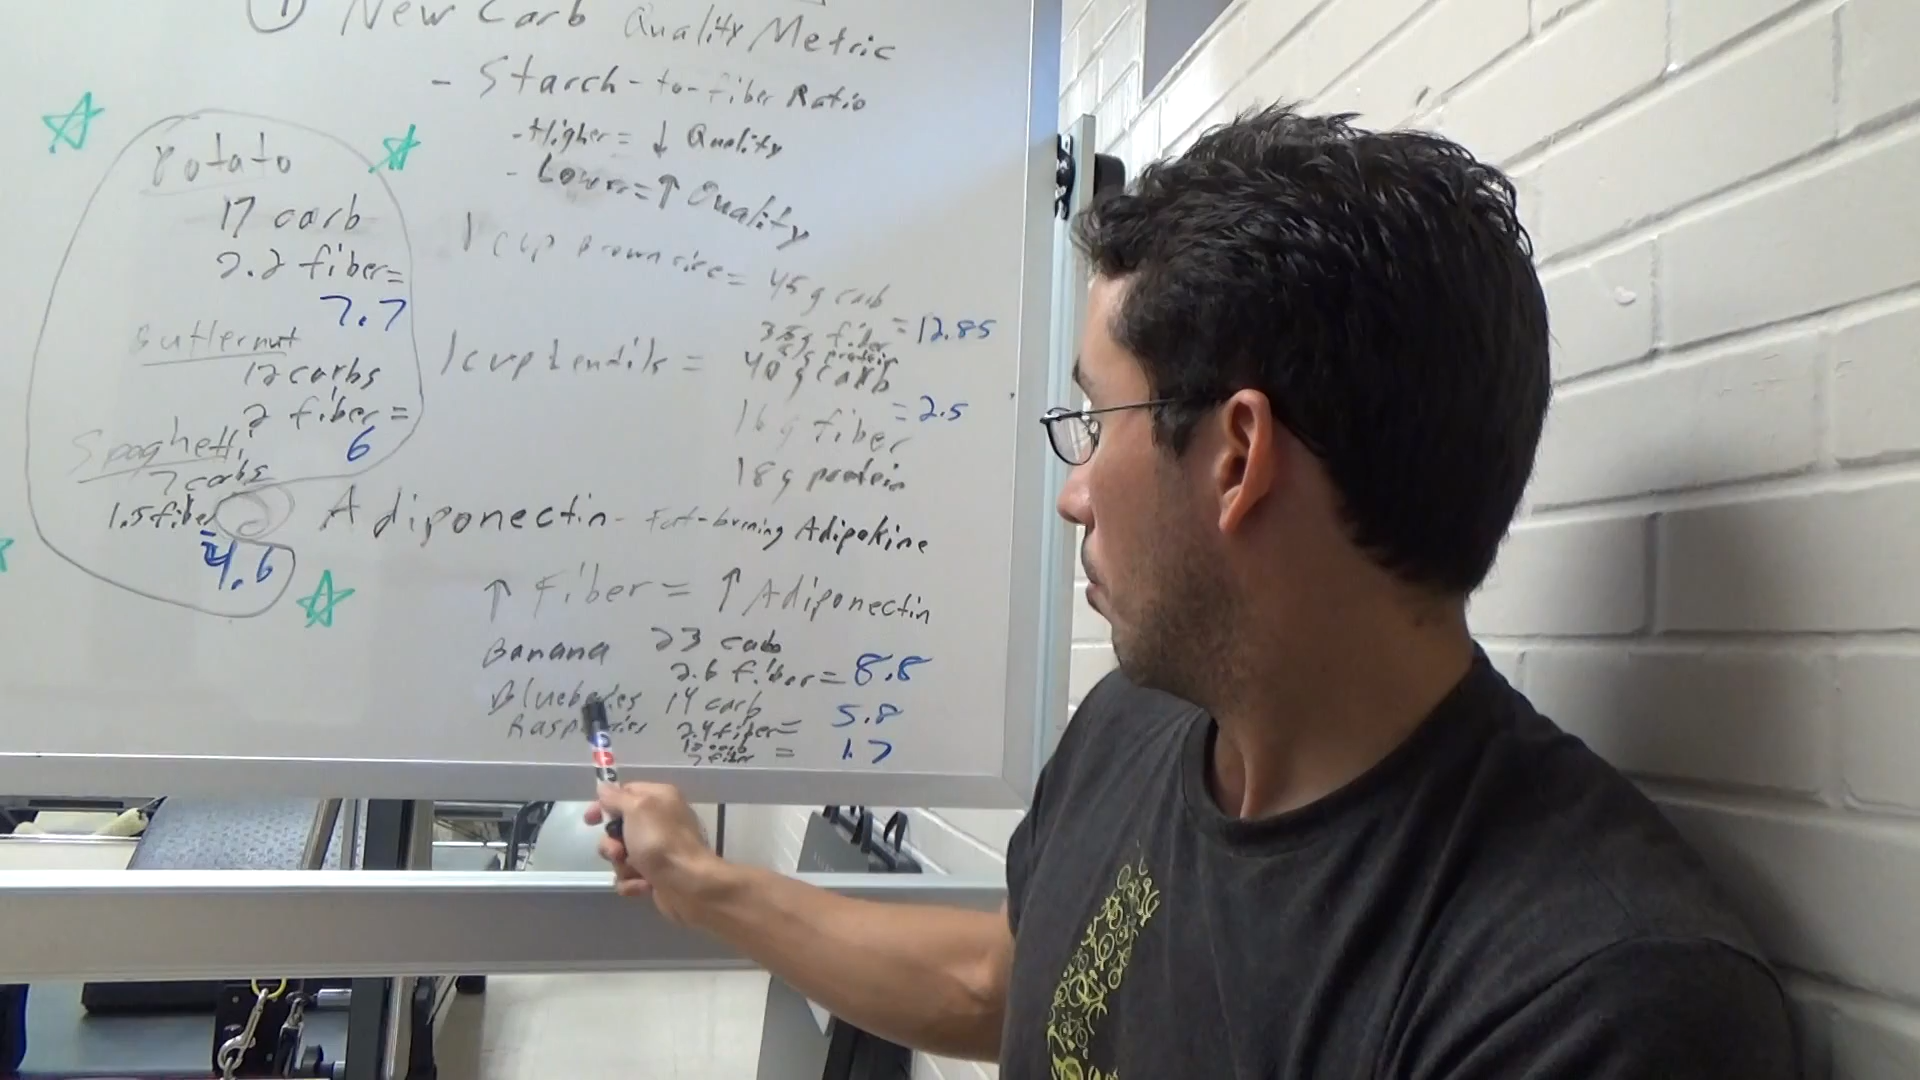 ① New Carb Quality Metric
- Starch-to-fiber Ratio
-Higher = ↓ Quality
- Lower = ↑ Quality
Potato
17 carb
2.2 fiber =
7.7
Butternut
12 carbs
2 fiber =
6
Spaghetti
7 carbs
1.5 fiber
= 4.6
1 cup Brown rice = 45 g carb
3.5 g fiber = 12.85
5 g protein
1 cup Lentils = 40 g carb
16 g fiber = 2.5
18 g protein
Adiponectin - Fat-burning Adipokine
↑ Fiber = ↑ Adiponectin
Banana 23 carb
2.6 fiber = 8.8
Blueberries 14 carb
2.4 fiber = 5.8
Raspberries
7 fiber = 1.7